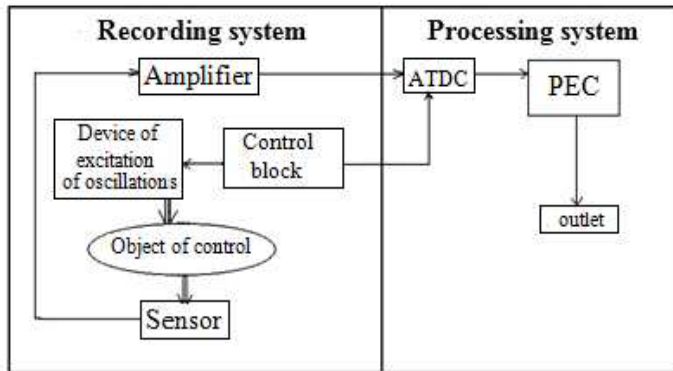 Recording system
Processing system
Amplifier
ATDC
PEC
Device of
excitation
of oscillations
Control
block
outlet
Object of control
Sensor